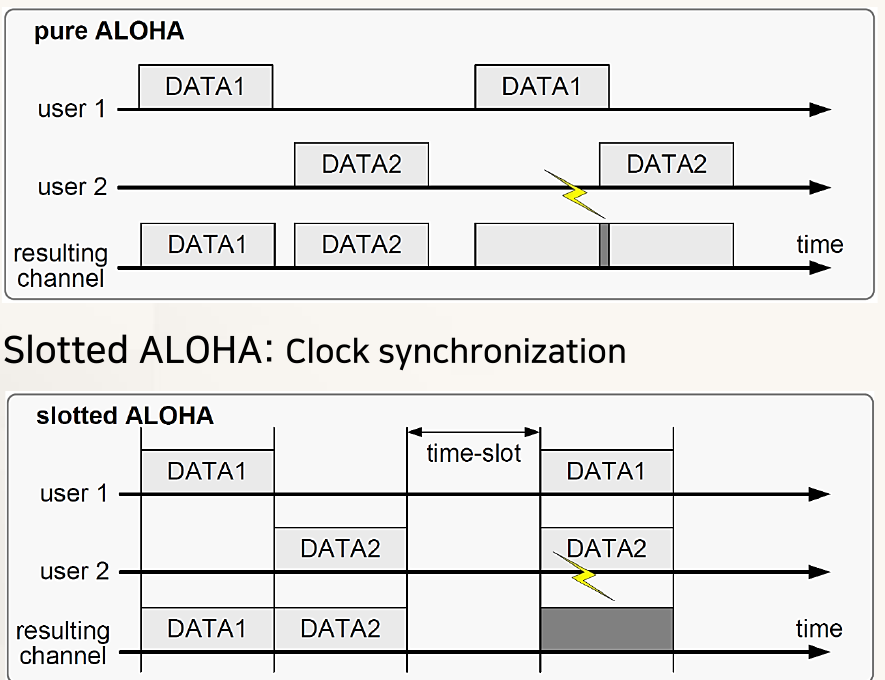 pure ALOHA
DATA1 DATA1
user 1
DATA2 DATA2
user 2
DATA1 DATA2 time
resulting
channel
Slotted ALOHA: Clock synchronization
slotted ALOHA
time-slot
DATA1 DATA1
user 1
DATA2 DATA2
user 2
DATA1 DATA2 time
resulting
channel